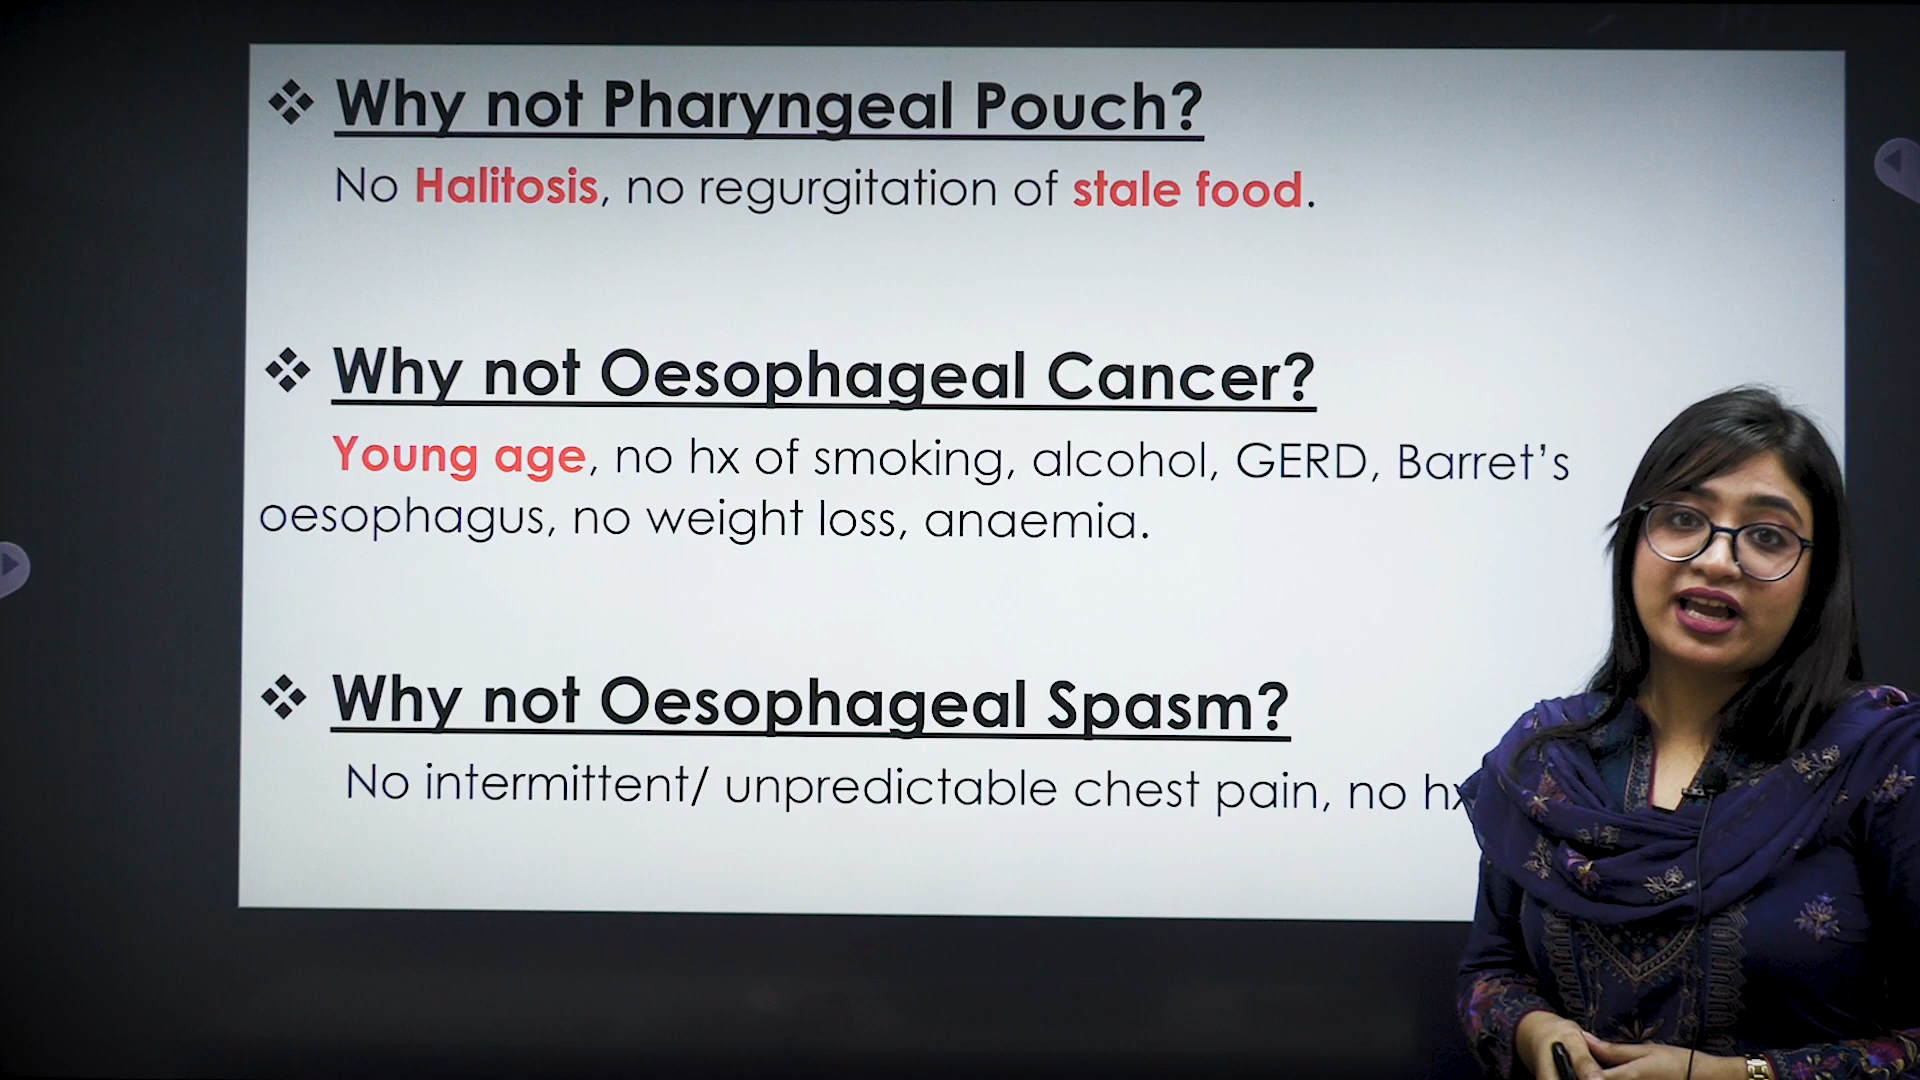 ❖ Why not Pharyngeal Pouch?
No Halitosis, no regurgitation of stale food.
❖ Why not Oesophageal Cancer?
Young age, no hx of smoking, alcohol, GERD, Barret’s
oesophagus, no weight loss, anaemia.
❖ Why not Oesophageal Spasm?
No intermittent/ unpredictable chest pain, no hx